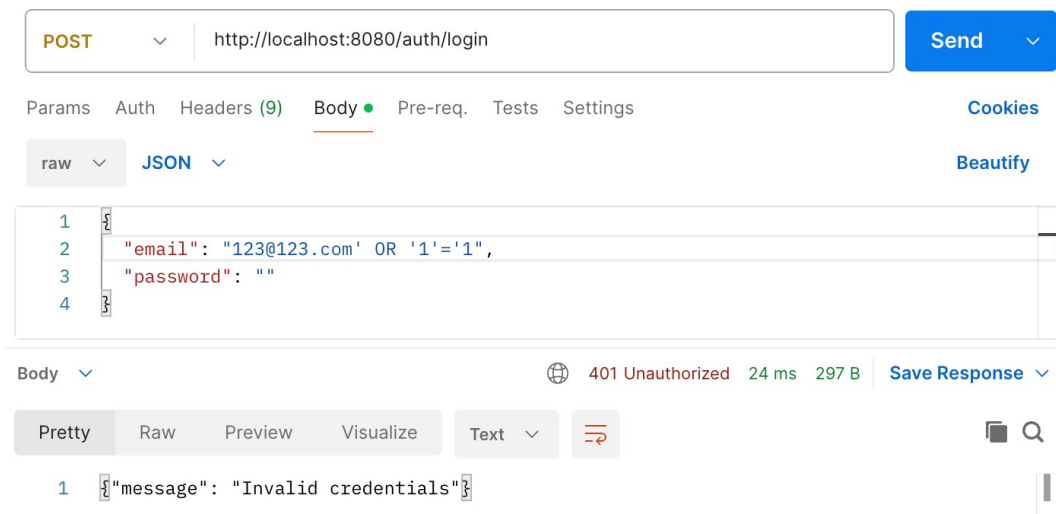 POST http://localhost:8080/auth/login Send
Params Auth Headers (9) Body Pre-req. Tests Settings Cookies
raw JSON Beautify
1 {
2 "email": "123@123.com' OR '1'='1",
3 "password": ""
4 }
Body 401 Unauthorized 24 ms 297 B Save Response
Pretty Raw Preview Visualize Text
1 {"message": "Invalid credentials"}